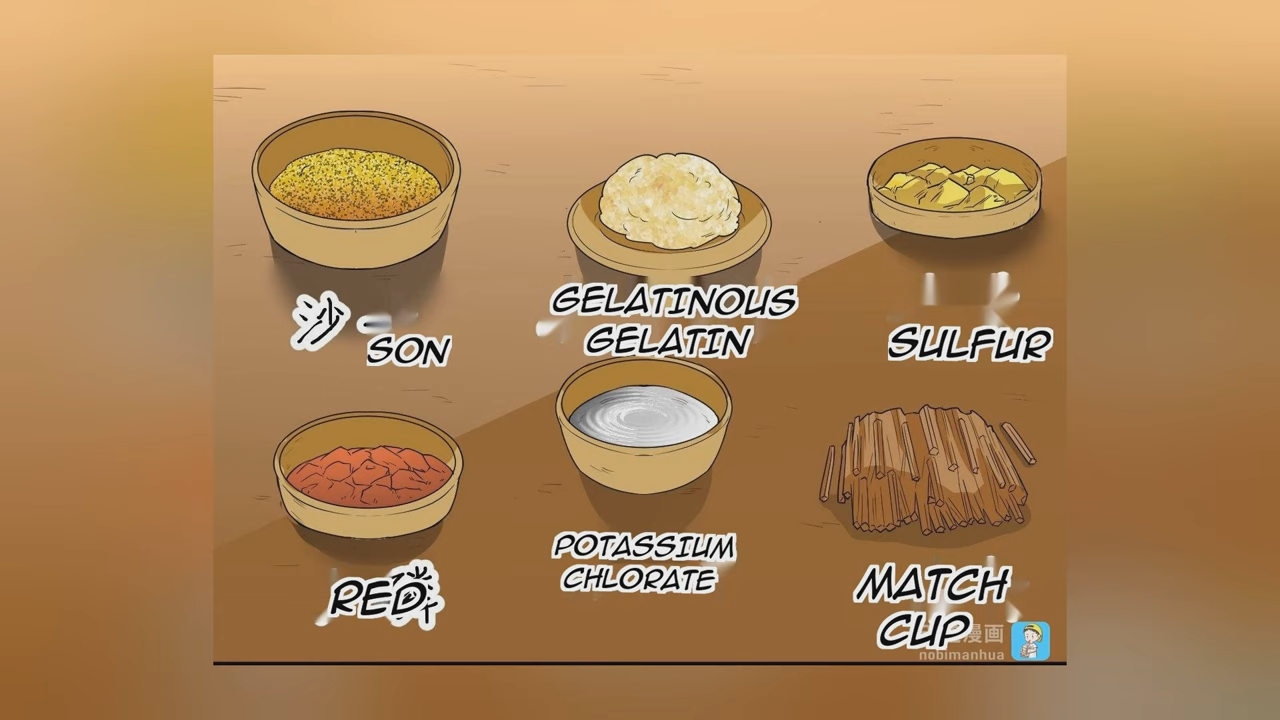 沙
SON
GELATINOUS
GELATIN
SULFUR
RED
POTASSIUM
CHLORATE
MATCH
CUP
漫画
nobimanhua